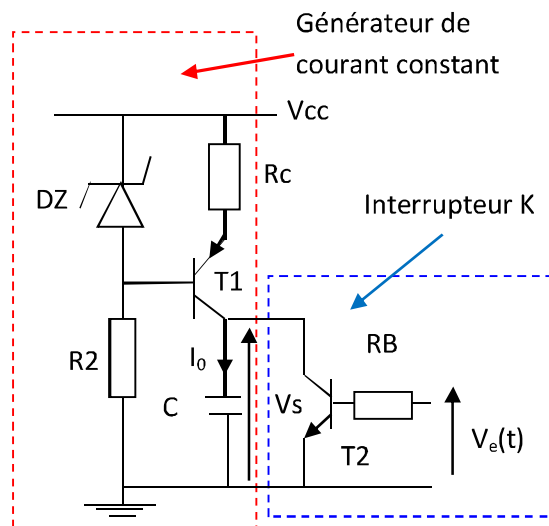 Générateur de
courant constant
Vcc
Rc
DZ
Interrupteur K
T1
RB
R2
I0
C
Vs
T2
Ve(t)